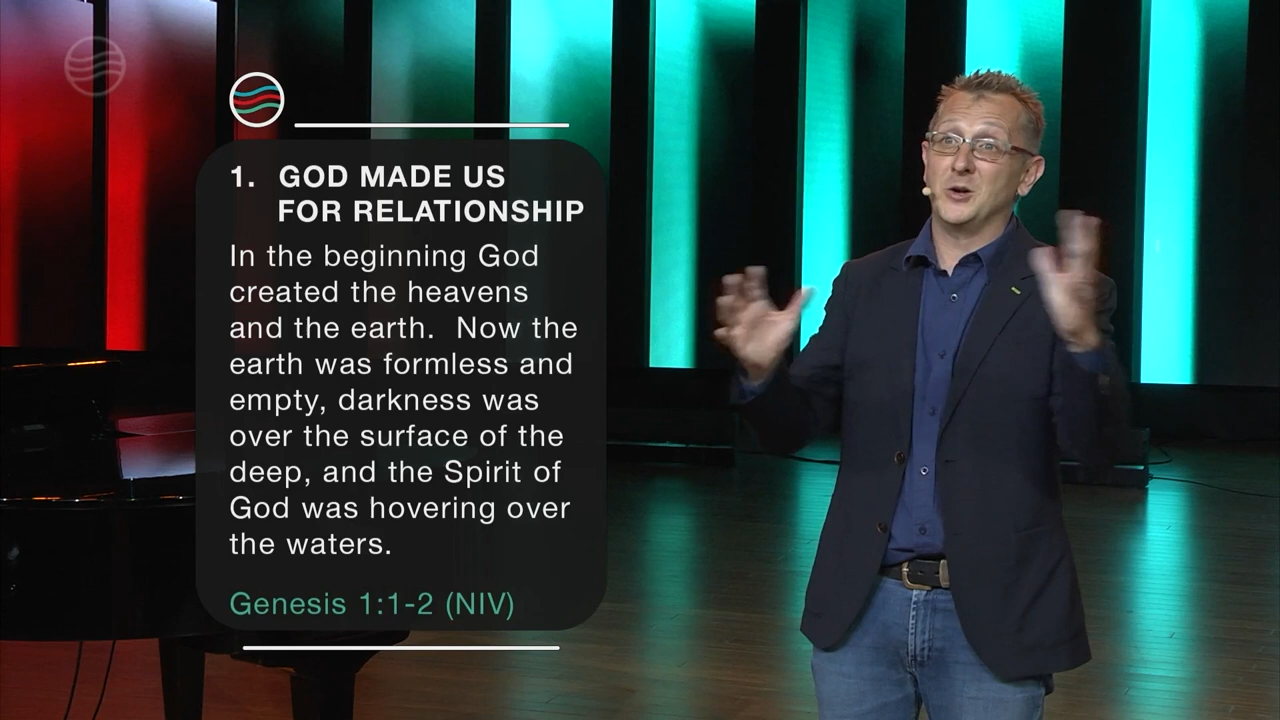 1. GOD MADE US
FOR RELATIONSHIP
In the beginning God
created the heavens
and the earth.  Now the
earth was formless and
empty, darkness was
over the surface of the
deep, and the Spirit of
God was hovering over
the waters.
Genesis 1:1-2 (NIV)